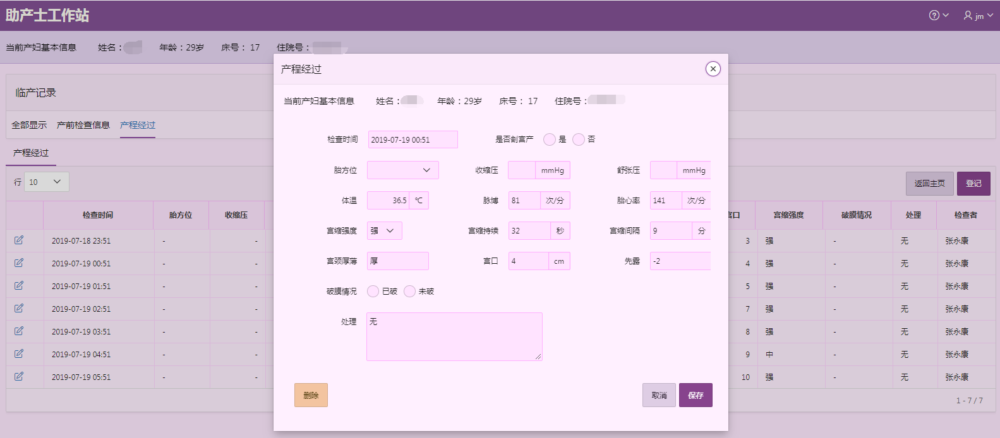 助产士工作站
jm
当前产妇基本信息 姓名： 年龄：29岁 床号： 17 住院号：
临产记录
全部显示 产前检查信息 产程经过
产程经过
行 10
返回主页 登记
检查时间 胎方位 收缩压 宫口 宫缩强度 破膜情况 处理 检查者
2019-07-18 23:51 - - 3 强 - 无 张永康
2019-07-19 00:51 - - 4 强 - 无 张永康
2019-07-19 01:51 - - 5 强 - 无 张永康
2019-07-19 02:51 - - 7 强 - 无 张永康
2019-07-19 03:51 - - 8 强 - 无 张永康
2019-07-19 04:51 - - 9 中 - 无 张永康
2019-07-19 05:51 - - 10 强 - 无 张永康
1 - 7 / 7
产程经过
当前产妇基本信息 姓名： 年龄：29岁 床号： 17 住院号：
检查时间 2019-07-19 00:51 是否剖宫产 是 否
胎方位 收缩压 mmHg 舒张压 mmHg
体温 36.5 ℃ 脉博 81 次/分 胎心率 141 次/分
宫缩强度 强 宫缩持续 32 秒 宫缩间隔 9 分
宫颈厚薄 厚 宫口 4 cm 先露 -2
破膜情况 已破 未破
处理 无
删除 取消 保存